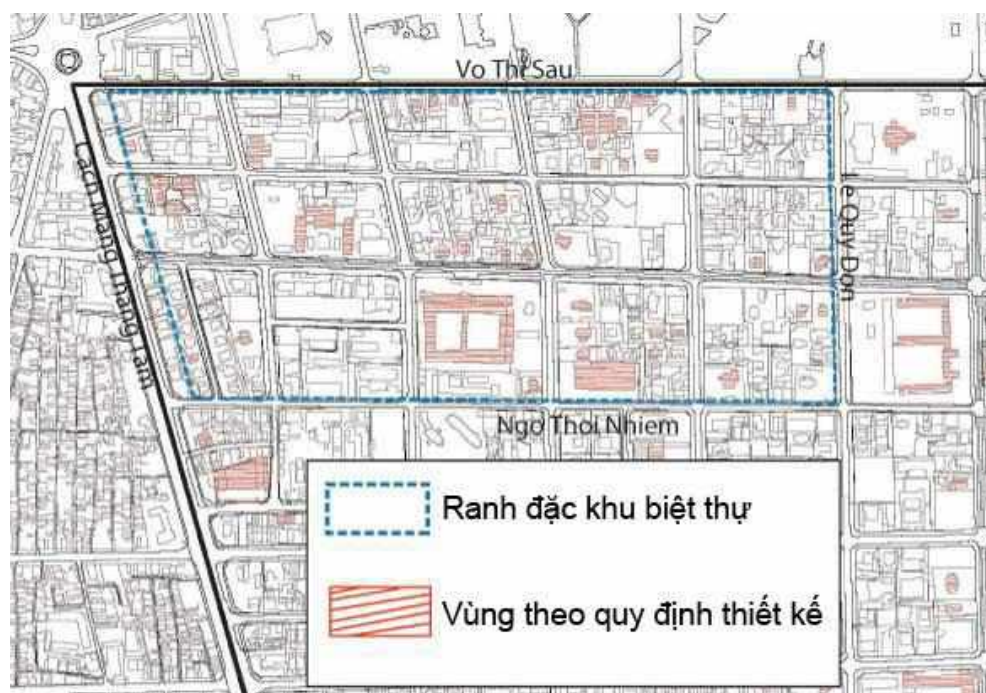 Vo Thi Sau
Cach Mang Thang Tam
Le Quy Don
Ngo Thoi Nhiem
Ranh đặc khu biệt thự
Vùng theo quy định thiết kế